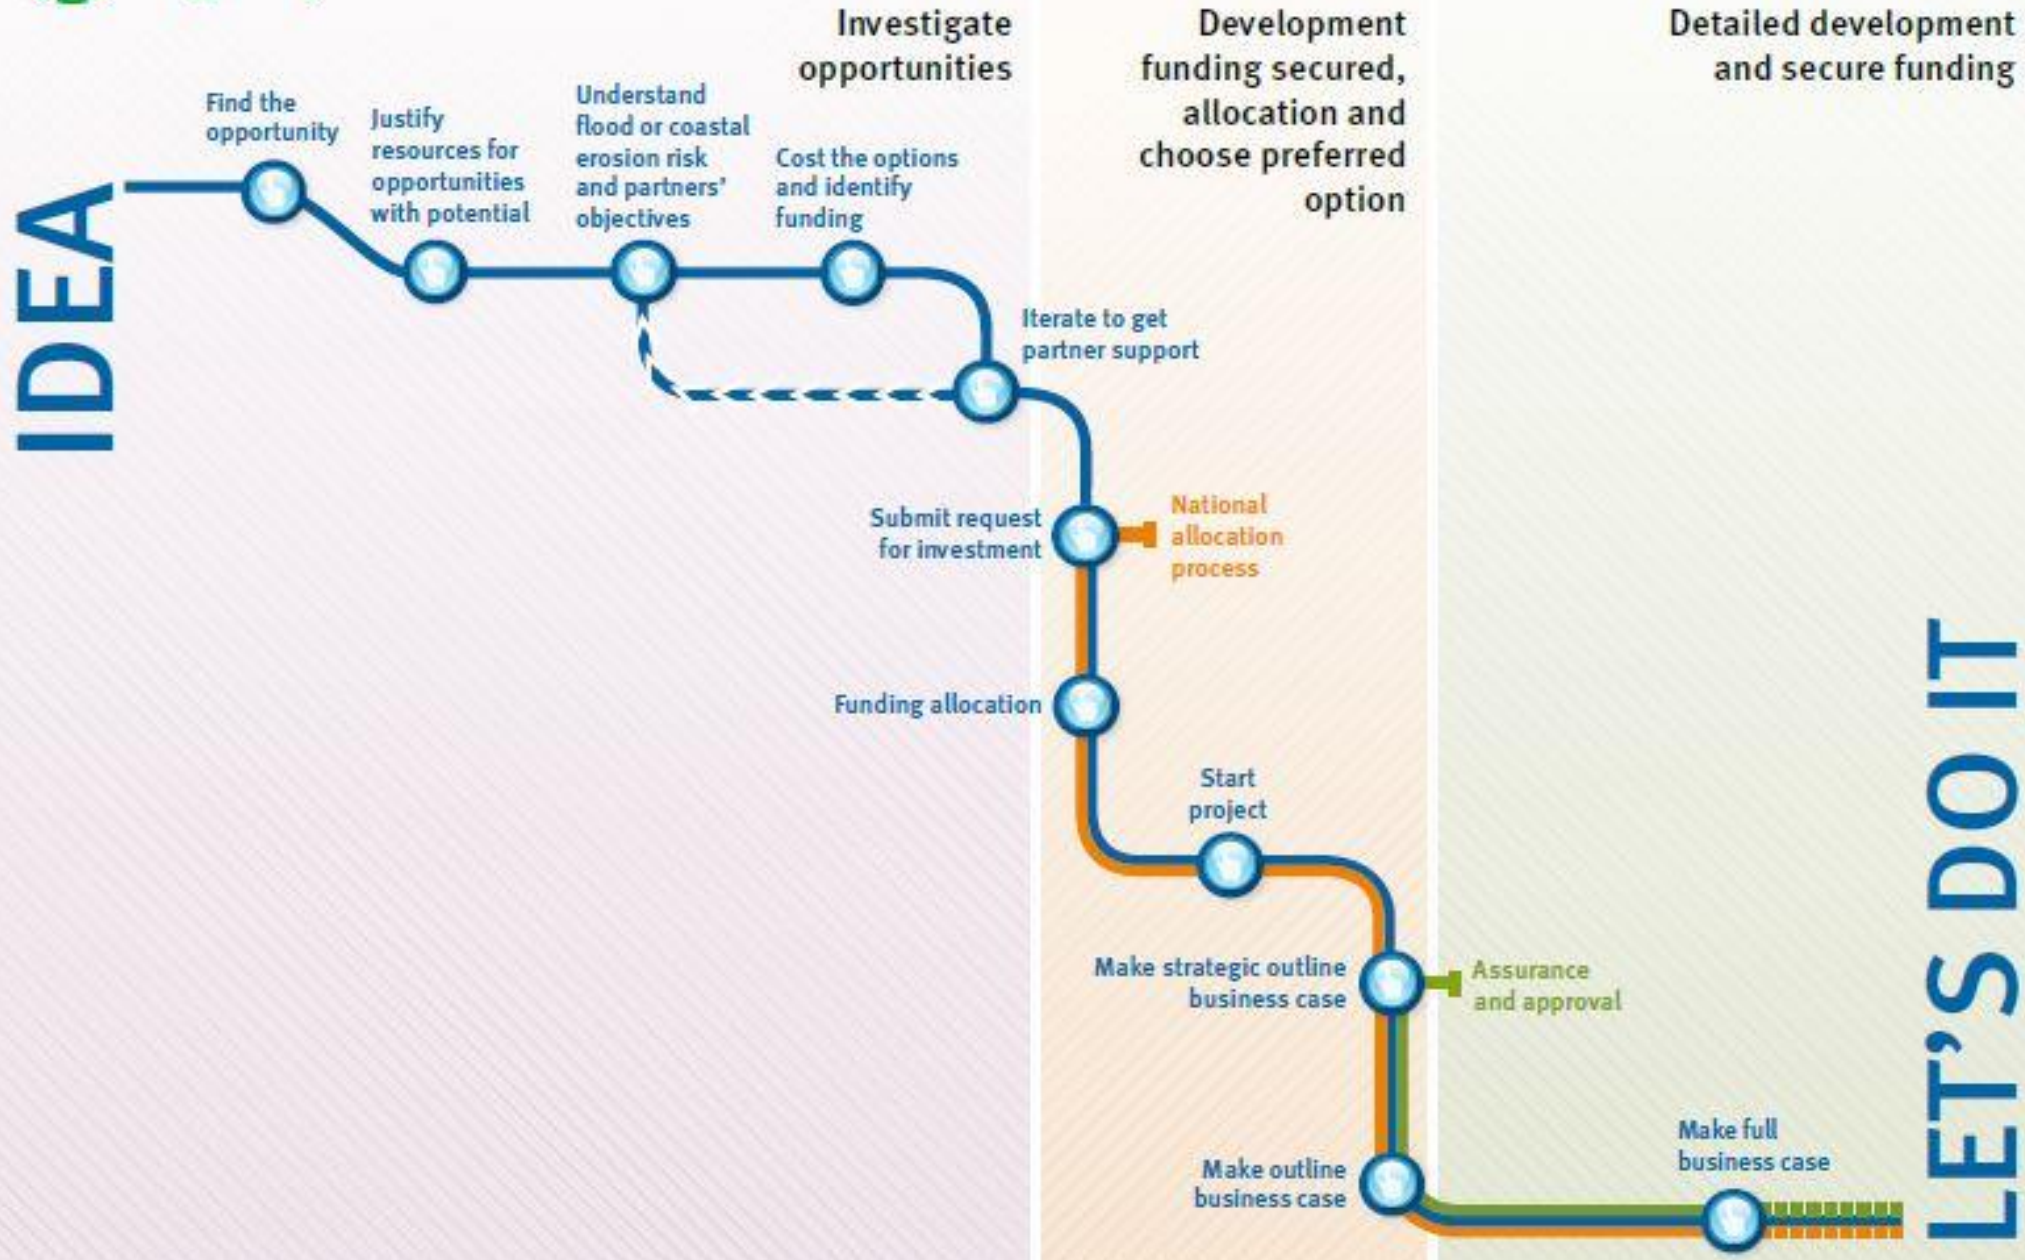 Investigate
opportunities
Development
funding secured,
allocation and
choose preferred
option
Detailed development
and secure funding
IDEA
Find the
opportunity
Justify
resources for
opportunities
with potential
Understand
flood or coastal
erosion risk
and partners'
objectives
Cost the options
and identify
funding
Iterate to get
partner support
Submit request
for investment
National
allocation
process
Funding allocation
Start
project
Make strategic outline
business case
Assurance
and approval
Make outline
business case
Make full
business case
LET'S DO IT